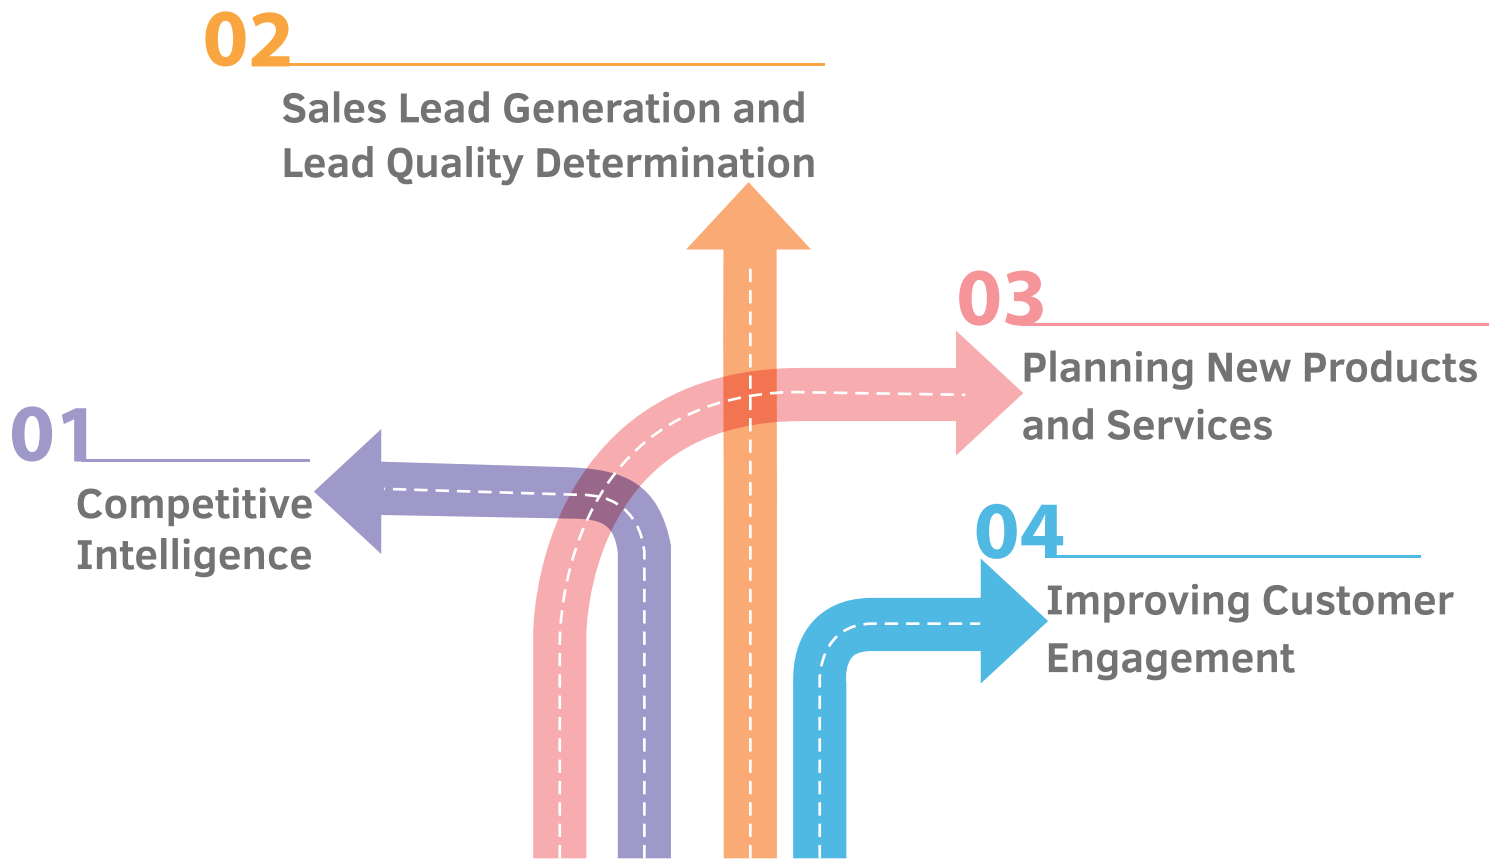 01
Competitive
Intelligence
02
Sales Lead Generation and
Lead Quality Determination
03
Planning New Products
and Services
04
Improving Customer
Engagement